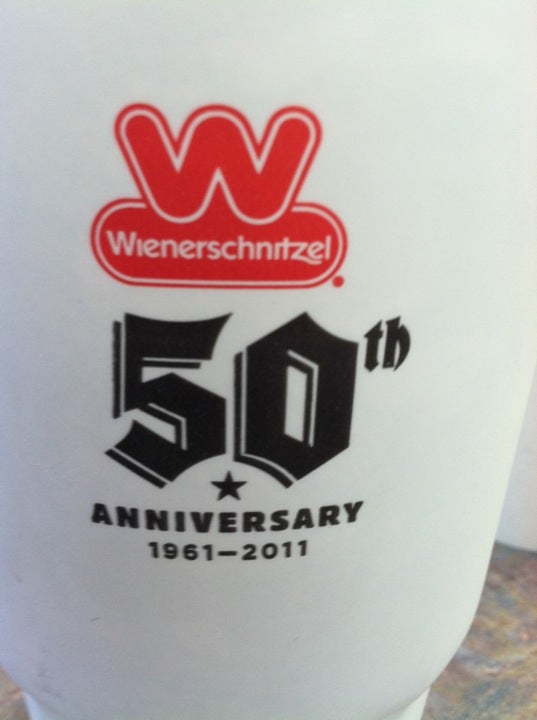 W
Wienerschnitzel
50th
ANNIVERSARY
1961–2011